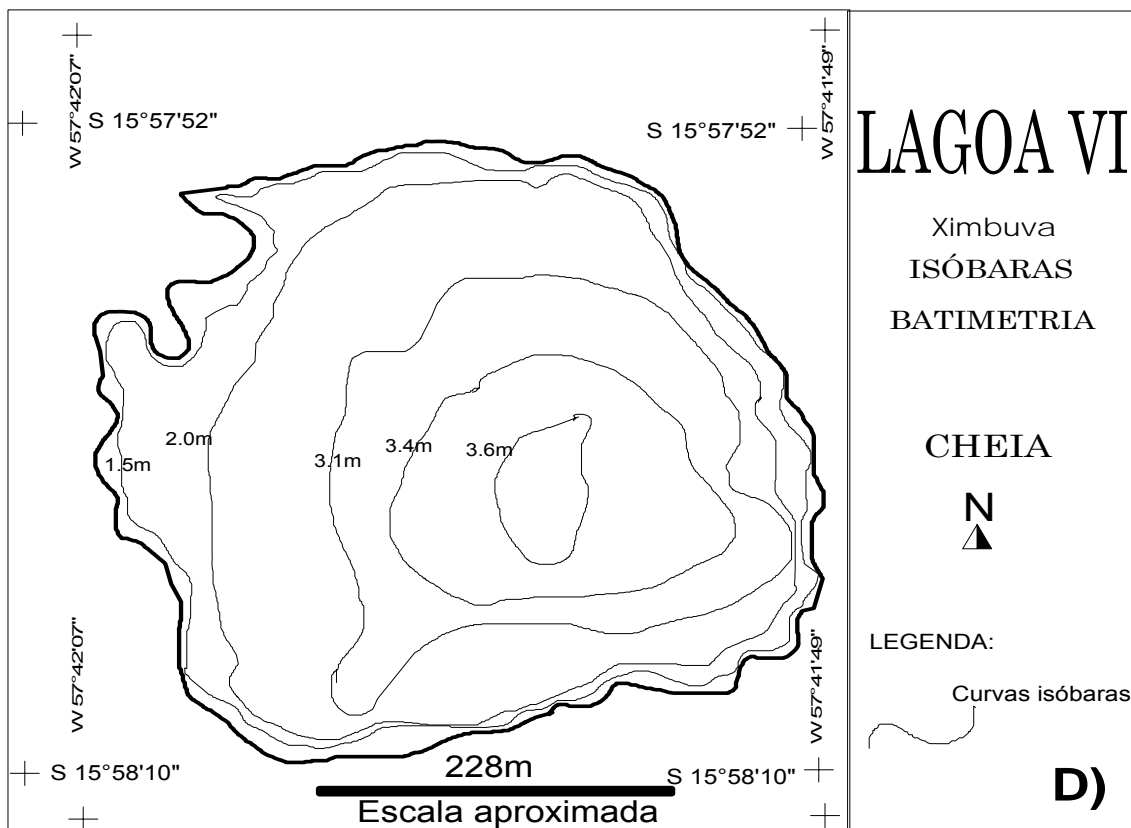 W 57°42'07"
S 15°57'52"
S 15°57'52"
W 57°41'49"
2.0m
1.5m
3.1m
3.4m
3.6m
W 57°42'07"
W 57°41'49"
S 15°58'10"
228m
S 15°58'10"
Escala aproximada
LAGOA VI
Ximbuva
ISÓBARAS
BATIMETRIA
CHEIA
N
LEGENDA:
Curvas isóbaras
D)